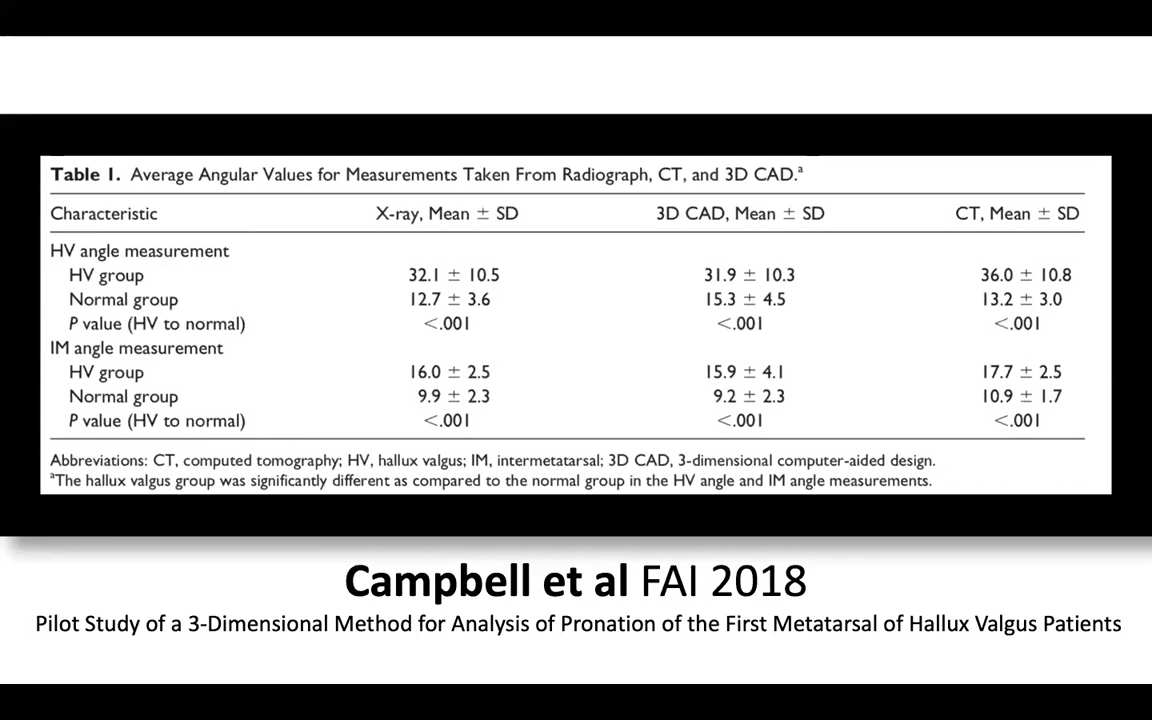 Table 1. Average Angular Values for Measurements Taken From Radiograph, CT, and 3D CAD.ª
Characteristic X-ray, Mean ± SD 3D CAD, Mean ± SD CT, Mean ± SD
HV angle measurement
HV group 32.1 ± 10.5 31.9 ± 10.3 36.0 ± 10.8
Normal group 12.7 ± 3.6 15.3 ± 4.5 13.2 ± 3.0
P value (HV to normal) <.001 <.001 <.001
IM angle measurement
HV group 16.0 ± 2.5 15.9 ± 4.1 17.7 ± 2.5
Normal group 9.9 ± 2.3 9.2 ± 2.3 10.9 ± 1.7
P value (HV to normal) <.001 <.001 <.001
Abbreviations: CT, computed tomography; HV, hallux valgus; IM, intermetatarsal; 3D CAD, 3-dimensional computer-aided design.
ªThe hallux valgus group was significantly different as compared to the normal group in the HV angle and IM angle measurements.
Campbell et al FAI 2018
Pilot Study of a 3-Dimensional Method for Analysis of Pronation of the First Metatarsal of Hallux Valgus Patients